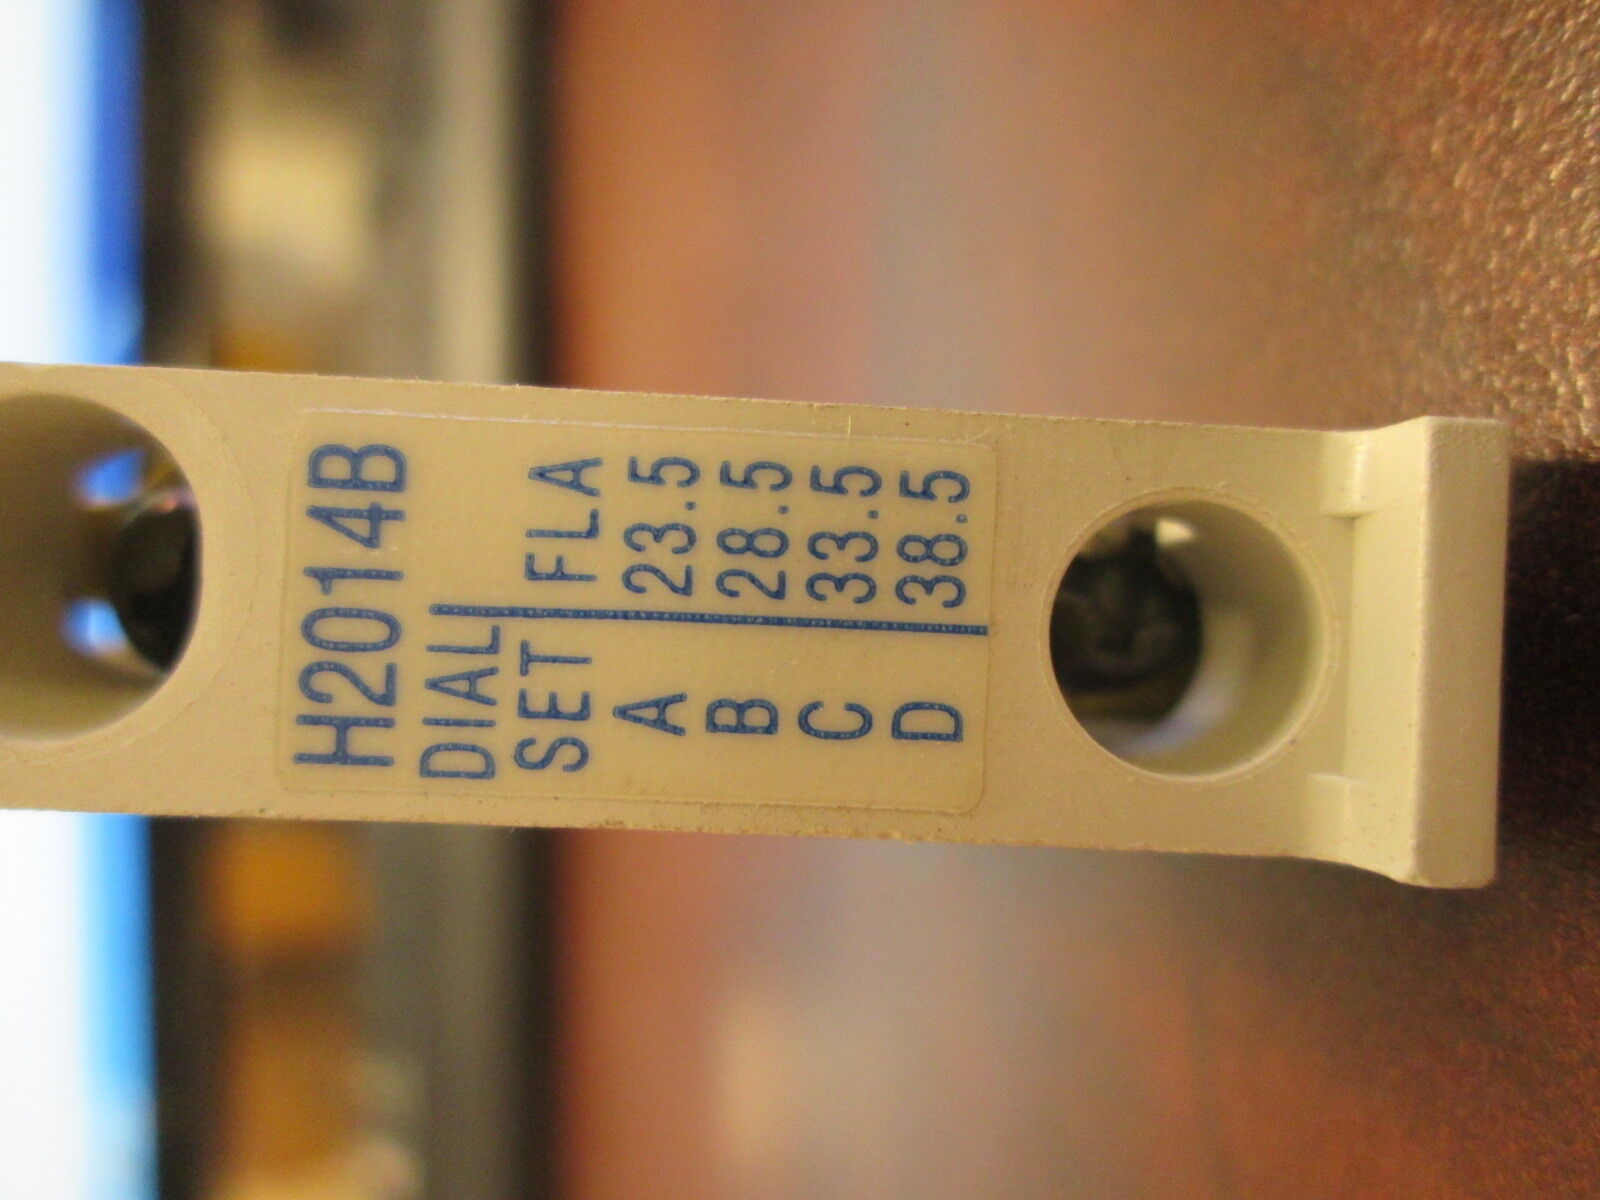 H2014B
DIAL
SET FLA
A 23.5
B 28.5
C 33.5
D 38.5